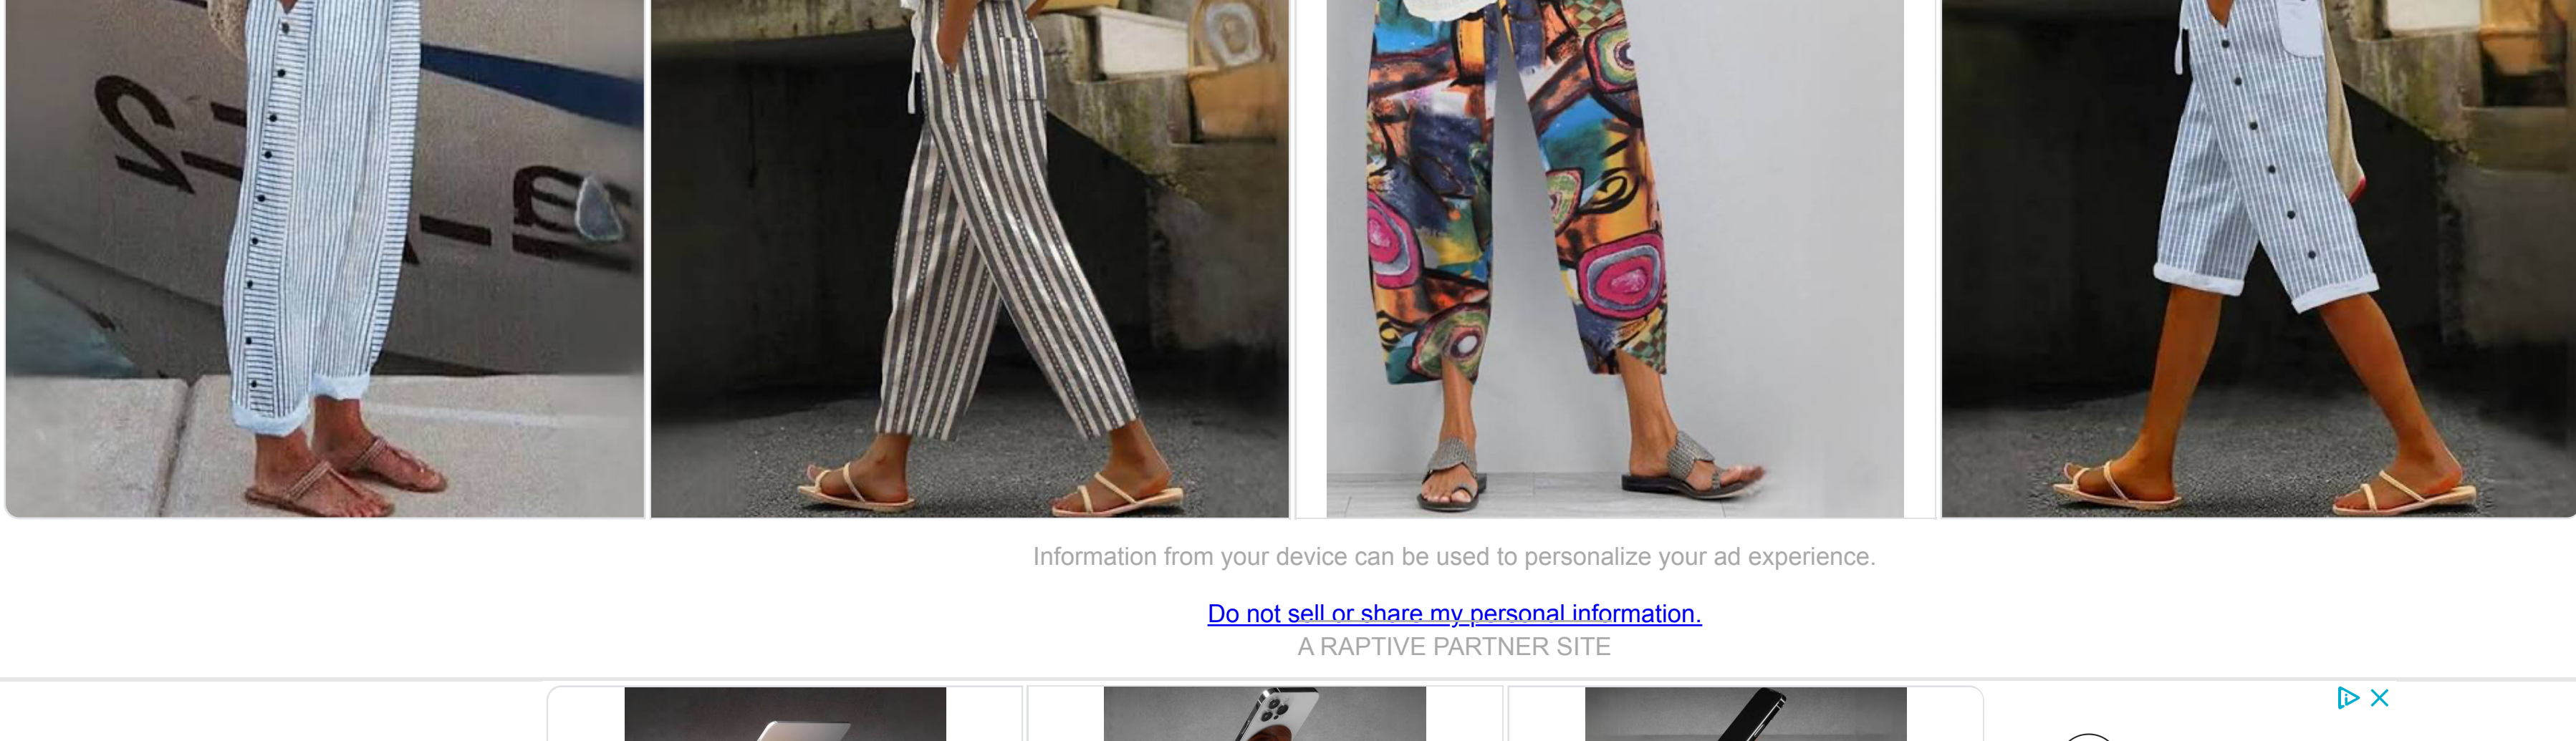 Information from your device can be used to personalize your ad experience.
Do not sell or share my personal information.
A RAPTIVE PARTNER SITE